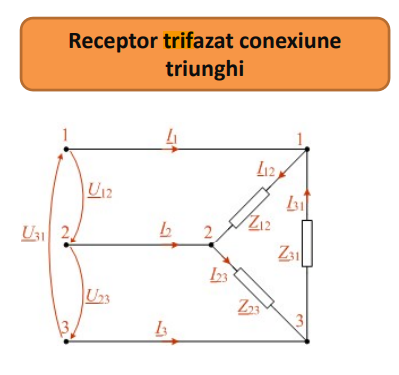 Receptor trifazat conexiune
triunghi
1 I1 1
I12
U12 I31
Z12
U31 2 I2 2 Z31
I23
U23 Z23
3 I3 3